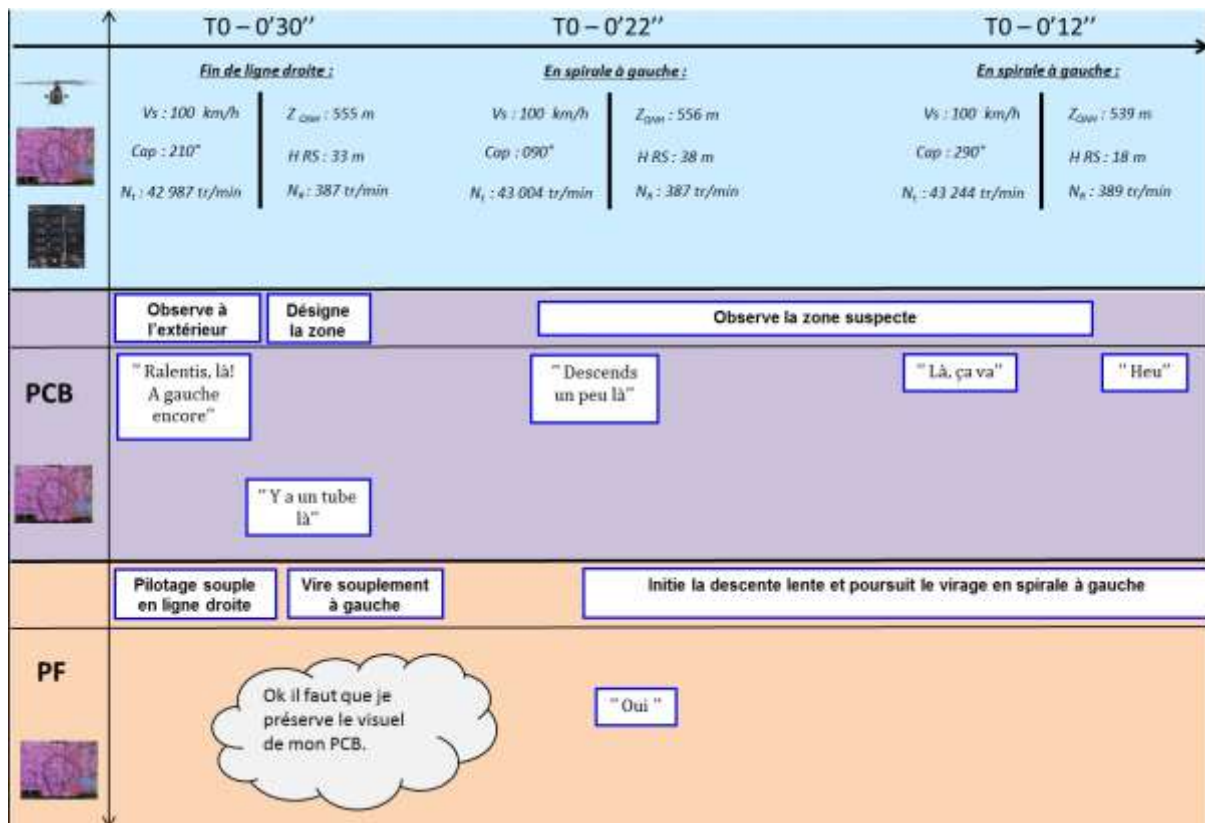 T0 – 0’30’’
T0 – 0’22’’
T0 – 0’12’’
Fin de ligne droite :
Vs : 100 km/h
Z QNH : 555 m
Cap : 210°
H RS : 33 m
Nt : 42 987 tr/min
NR : 387 tr/min
En spirale à gauche :
Vs : 100 km/h
ZQNH : 556 m
Cap : 090°
H RS : 38 m
Nt : 43 004 tr/min
NR : 387 tr/min
En spirale à gauche :
Vs : 100 km/h
ZQNH : 539 m
Cap : 290°
H RS : 18 m
Nt : 43 244 tr/min
NR : 389 tr/min
Observe à
l’extérieur
Désigne
la zone
Observe la zone suspecte
PCB
" Ralentis, là!
A gauche
encore"
" Y a un tube
là"
" Descends
un peu là"
" Là, ça va"
" Heu"
Pilotage souple
en ligne droite
Vire souplement
à gauche
Initie la descente lente et poursuit le virage en spirale à gauche
PF
Ok il faut que je
préserve le visuel
de mon PCB.
" Oui "